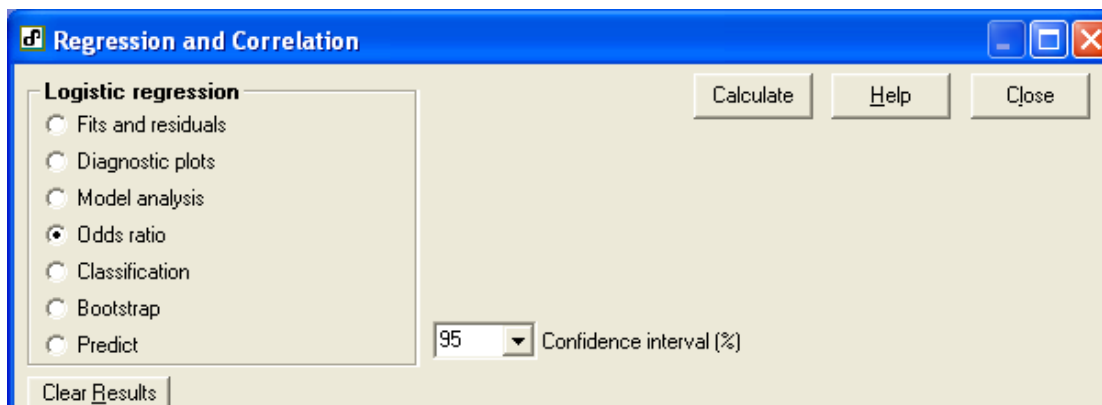 Regression and Correlation
Logistic regression
Calculate
Help
Close
Fits and residuals
Diagnostic plots
Model analysis
Odds ratio
Classification
Bootstrap
Predict
95
Confidence interval (%)
Clear Results